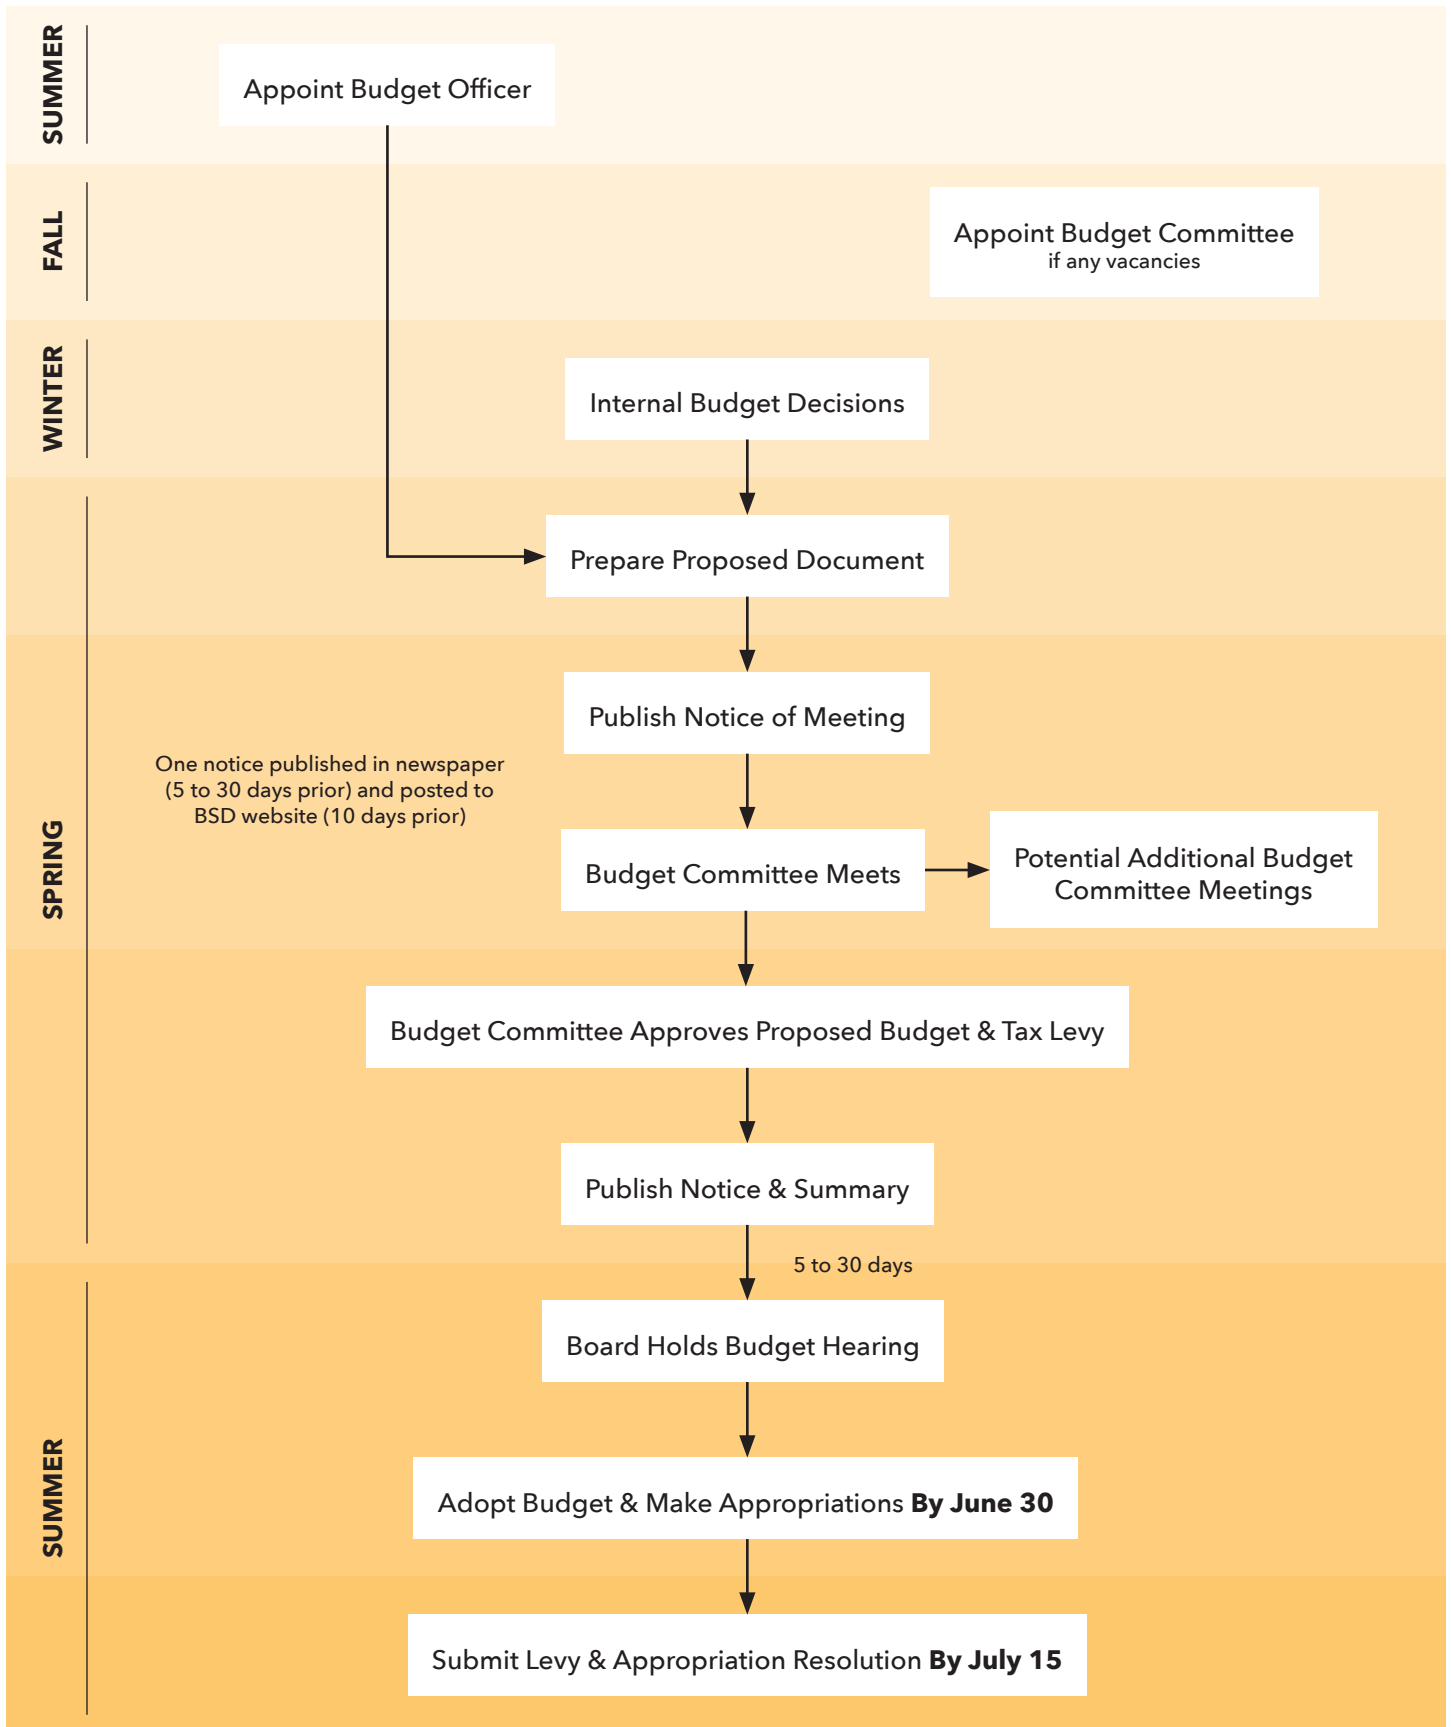 SUMMER
Appoint Budget Officer
FALL
Appoint Budget Committee
if any vacancies
WINTER
Internal Budget Decisions
SPRING
Prepare Proposed Document
Publish Notice of Meeting
One notice published in newspaper
(5 to 30 days prior) and posted to
BSD website (10 days prior)
Budget Committee Meets
Potential Additional Budget
Committee Meetings
Budget Committee Approves Proposed Budget & Tax Levy
Publish Notice & Summary
5 to 30 days
SUMMER
Board Holds Budget Hearing
Adopt Budget & Make Appropriations By June 30
Submit Levy & Appropriation Resolution By July 15